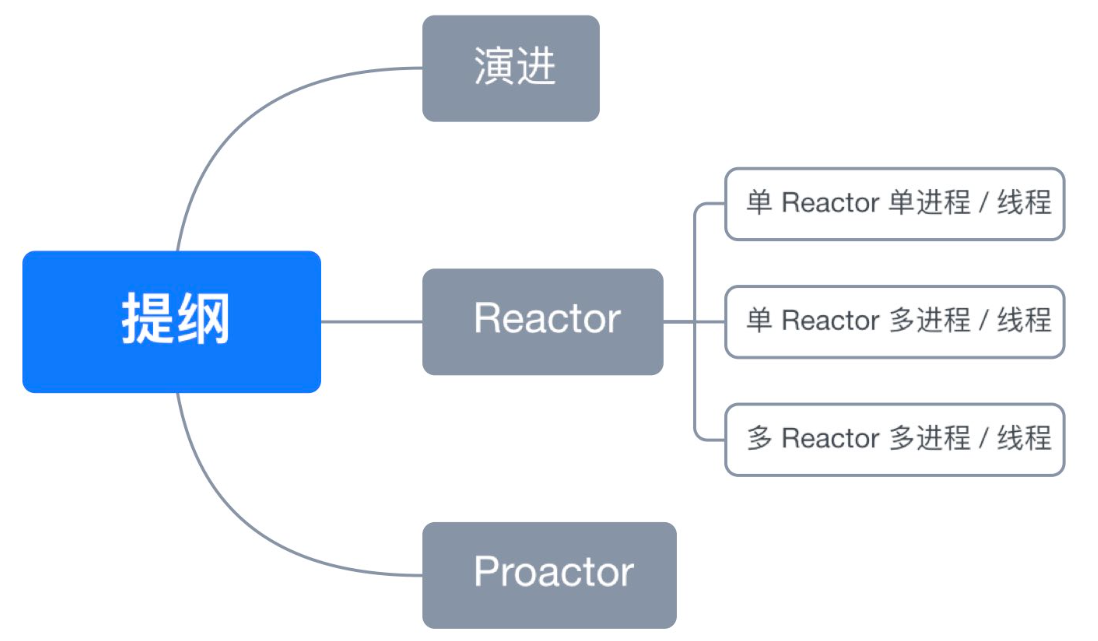 演进
提纲
Reactor
单 Reactor 单进程 / 线程
单 Reactor 多进程 / 线程
多 Reactor 多进程 / 线程
Proactor